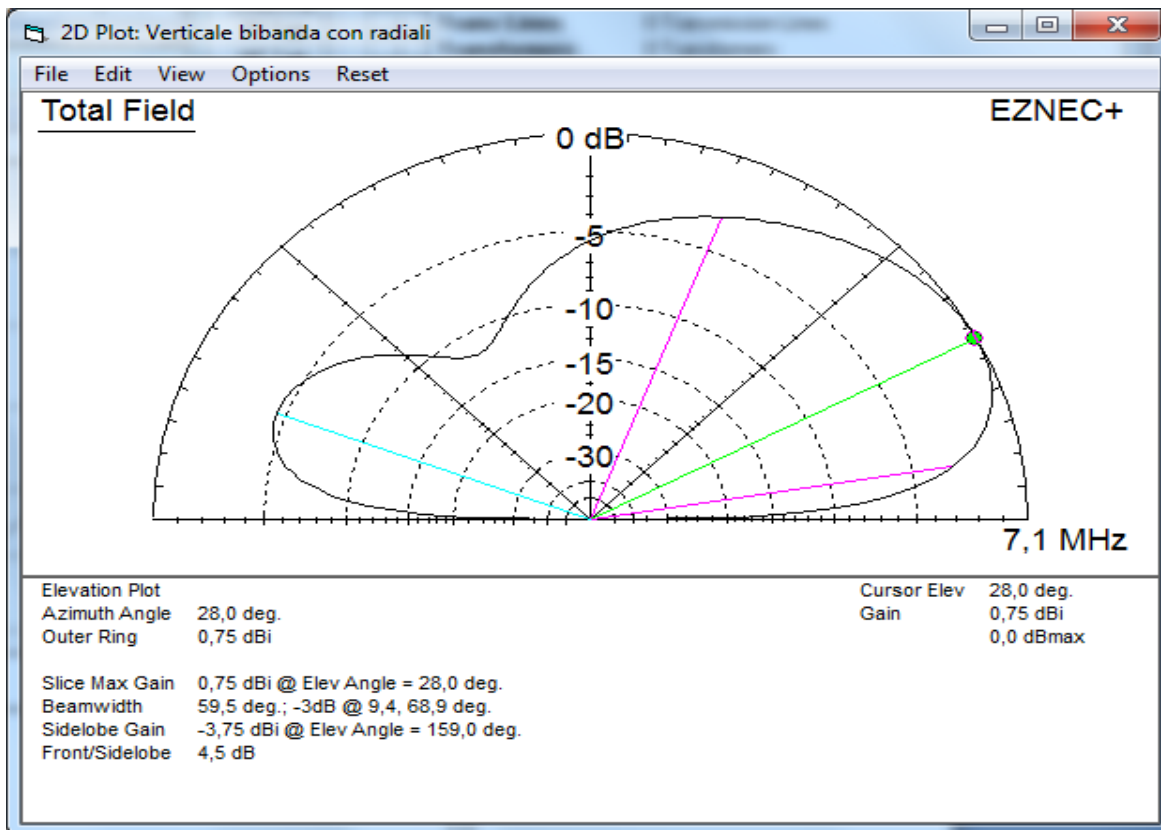 2D Plot: Verticale bibanda con radiali
File Edit View Options Reset
Total Field
EZNEC+
0 dB
-5
-10
-15
-20
-30
7,1 MHz
Elevation Plot
Azimuth Angle 28,0 deg.
Outer Ring 0,75 dBi
Cursor Elev 28,0 deg.
Gain 0,75 dBi
0,0 dBmax
Slice Max Gain 0,75 dBi @ Elev Angle = 28,0 deg.
Beamwidth 59,5 deg.; -3dB @ 9,4, 68,9 deg.
Sidelobe Gain -3,75 dBi @ Elev Angle = 159,0 deg.
Front/Sidelobe 4,5 dB